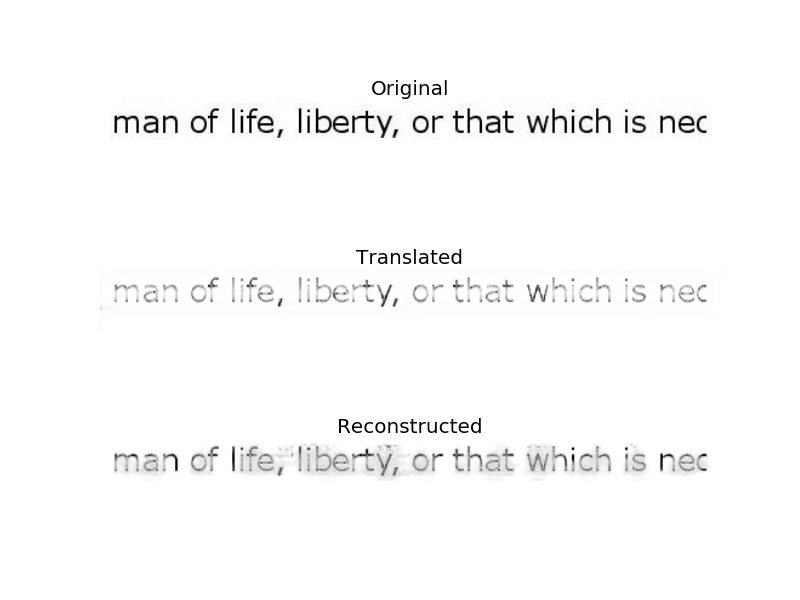 Original
man of life, liberty, or that which is nec
Translated
man of life, liberty, or that which is nec
Reconstructed
man of life, liberty, or that which is nec